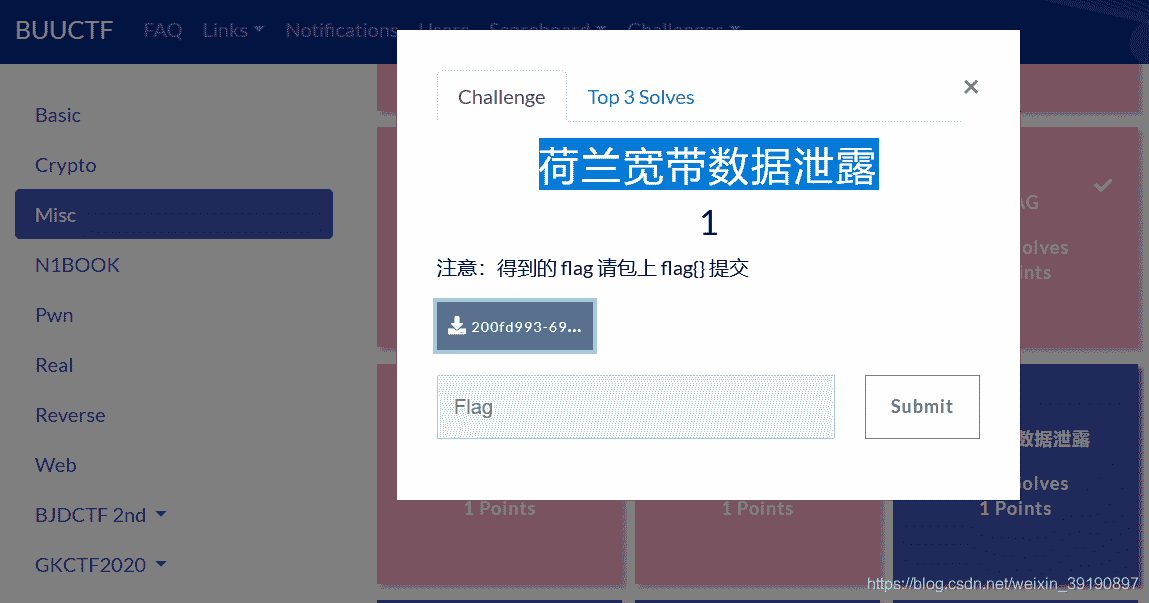 BUUCTF FAQ Links Notifications Users Scoreboard Challenges
Basic
Crypto
Misc
N1BOOK
Pwn
Real
Reverse
Web
BJDCTF 2nd
GKCTF2020
Challenge Top 3 Solves ×
荷兰宽带数据泄露
1
注意：得到的 flag 请包上 flag{} 提交
200fd993-69...
Flag
Submit
AG
olves
ints
数据泄露
olves
1 Points 1 Points 1 Points
https://blog.csdn.net/weixin_39190897